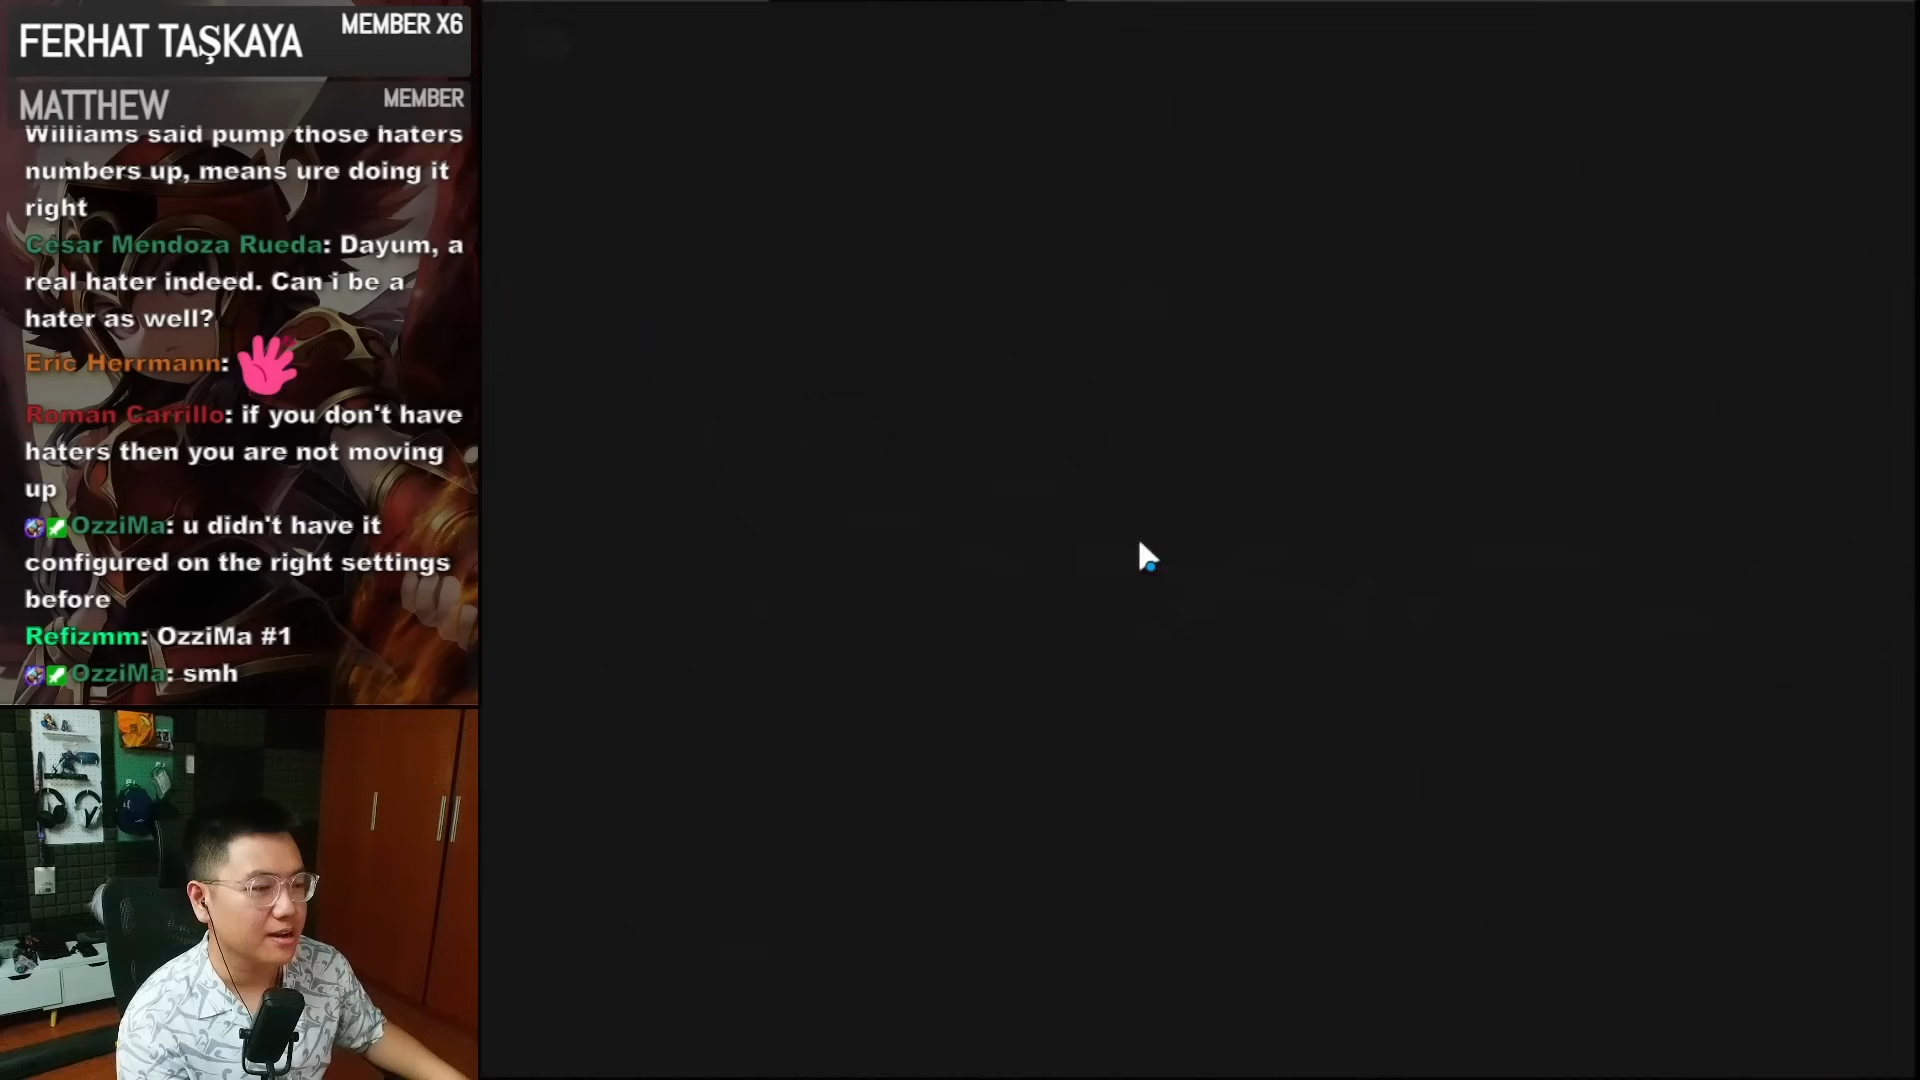 FERHAT TAŞKAYA MEMBER X6
MATTHEW MEMBER
Williams said pump those haters
numbers up, means ure doing it
right
Cesar Mendoza Rueda: Dayum, a
real hater indeed. Can i be a
hater as well?
Eric Herrmann:
Roman Carrillo: if you don't have
haters then you are not moving
up
OzziMa: u didn't have it
configured on the right settings
before
Refizmm: OzziMa #1
OzziMa: smh